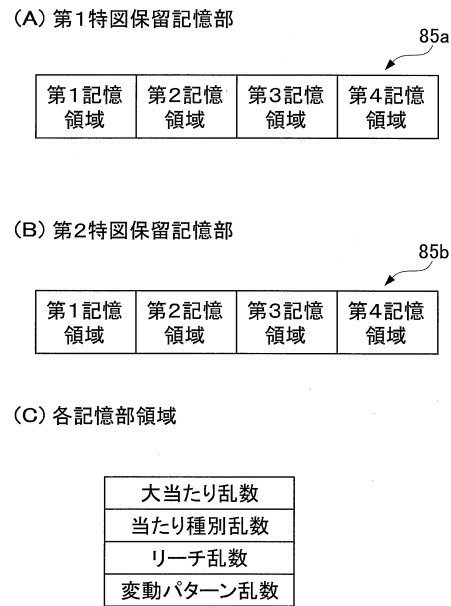 (A) 第1特図保留記憶部
85a
第1記憶 第2記憶 第3記憶 第4記憶
領域 領域 領域 領域
(B) 第2特図保留記憶部
85b
第1記憶 第2記憶 第3記憶 第4記憶
領域 領域 領域 領域
(C) 各記憶部領域
大当たり乱数
当たり種別乱数
リーチ乱数
変動パターン乱数